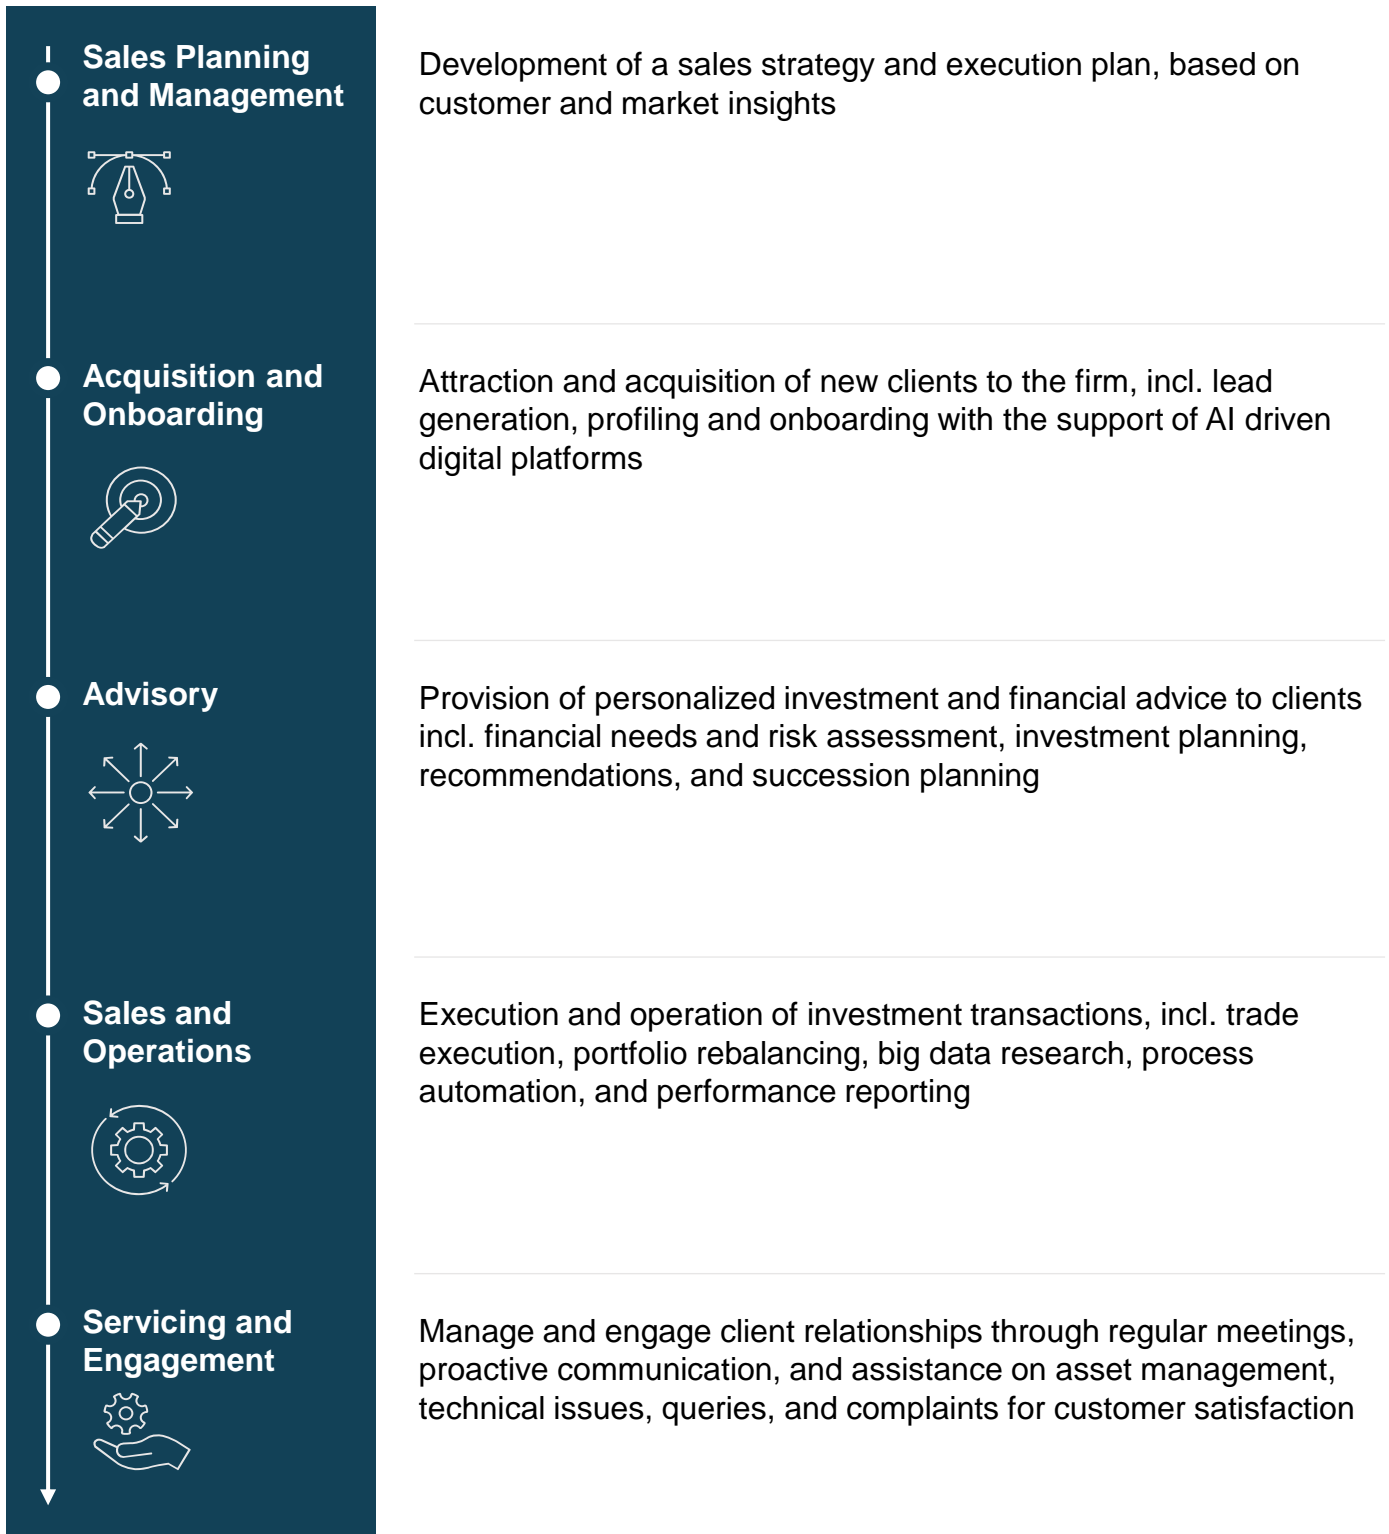 Sales Planning
and Management
Development of a sales strategy and execution plan, based on
customer and market insights
Acquisition and
Onboarding
Attraction and acquisition of new clients to the firm, incl. lead
generation, profiling and onboarding with the support of AI driven
digital platforms
Advisory
Provision of personalized investment and financial advice to clients
incl. financial needs and risk assessment, investment planning,
recommendations, and succession planning
Sales and
Operations
Execution and operation of investment transactions, incl. trade
execution, portfolio rebalancing, big data research, process
automation, and performance reporting
Servicing and
Engagement
Manage and engage client relationships through regular meetings,
proactive communication, and assistance on asset management,
technical issues, queries, and complaints for customer satisfaction